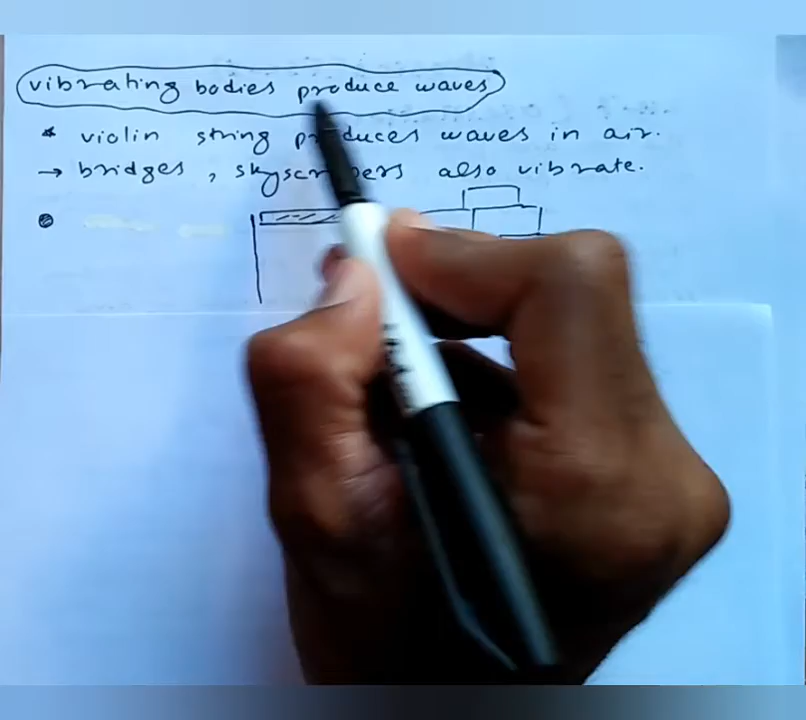 vibrating bodies produce waves
* violin string produces waves in air.
→ bridges, skyscrapers also vibrate.